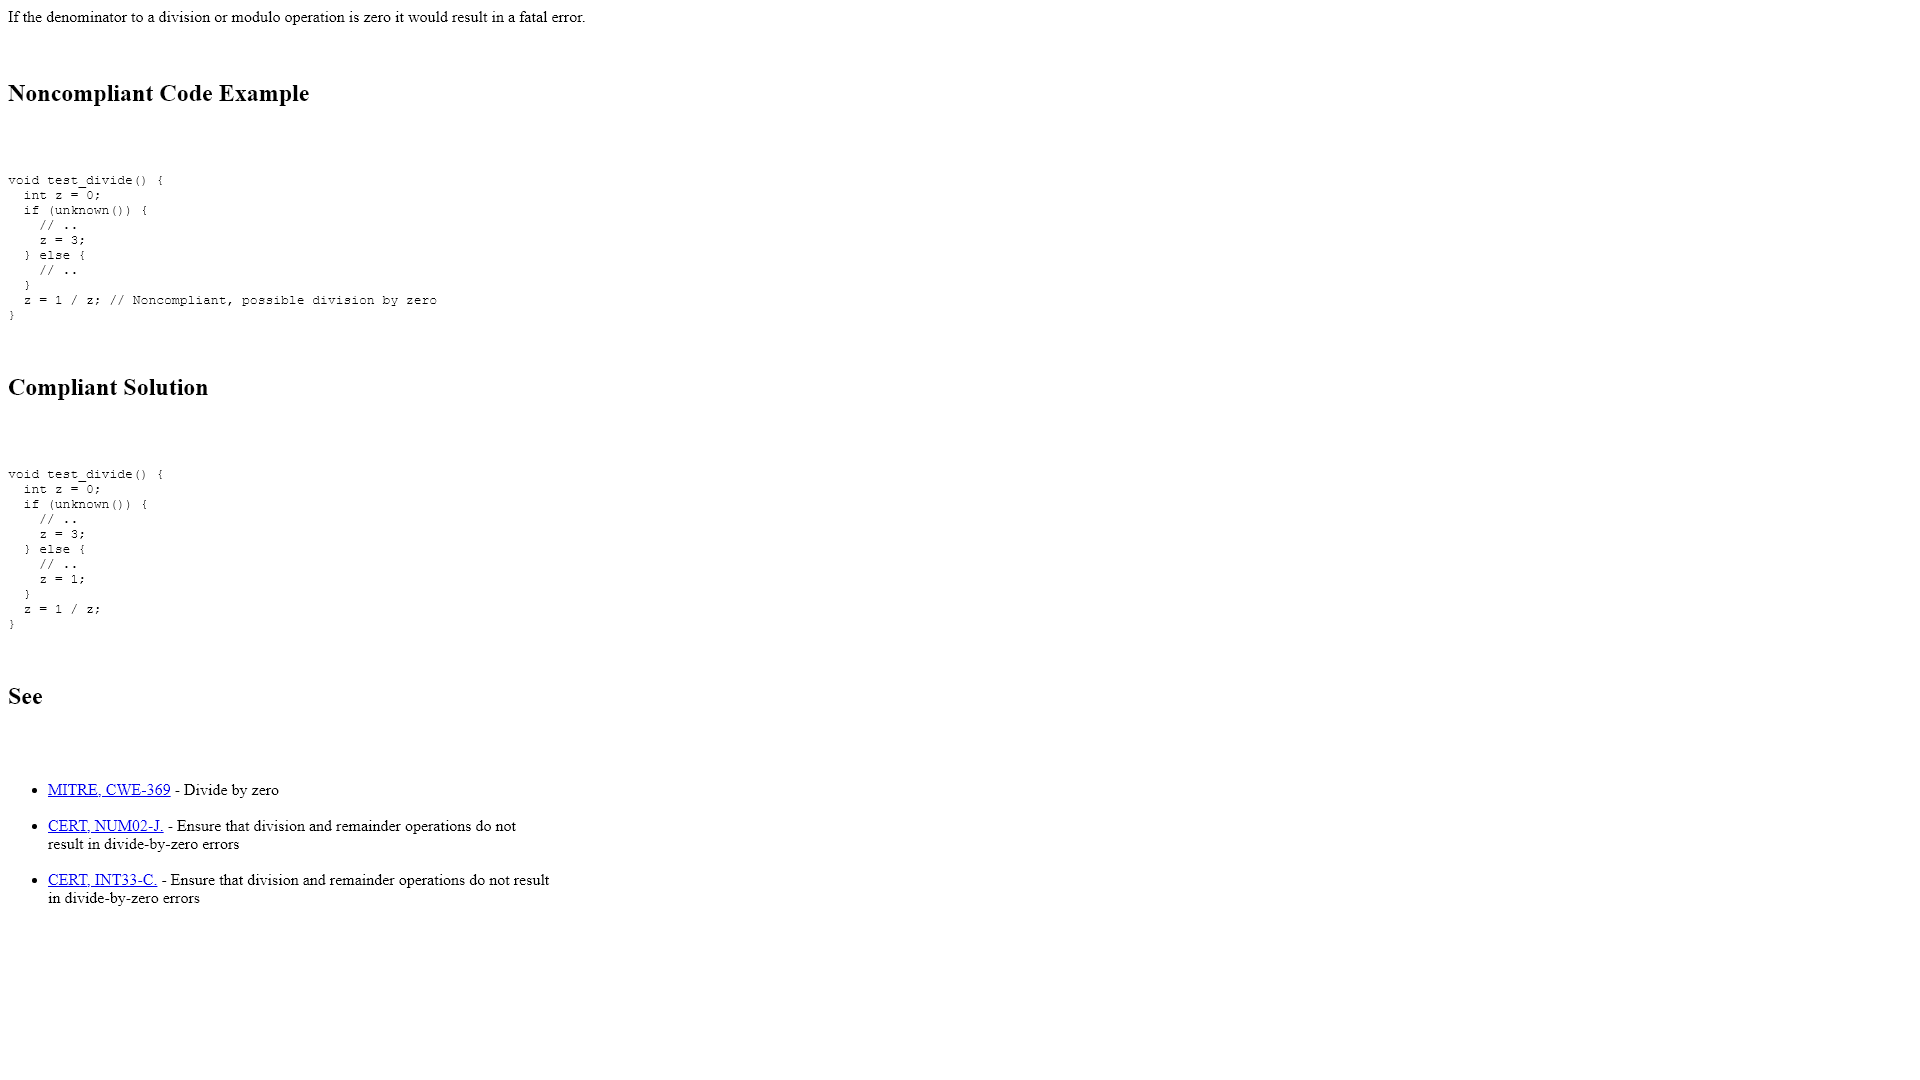 If the denominator to a division or modulo operation is zero it would result in a fatal error.
Noncompliant Code Example
void test_divide() {
  int z = 0;
  if (unknown()) {
    // ..
    z = 3;
  } else {
    // ..
  }
  z = 1 / z; // Noncompliant, possible division by zero
}
Compliant Solution
void test_divide() {
  int z = 0;
  if (unknown()) {
    // ..
    z = 3;
  } else {
    // ..
    z = 1;
  }
  z = 1 / z;
}
See
• MITRE, CWE-369 - Divide by zero
• CERT, NUM02-J. - Ensure that division and remainder operations do not
result in divide-by-zero errors
• CERT, INT33-C. - Ensure that division and remainder operations do not result
in divide-by-zero errors